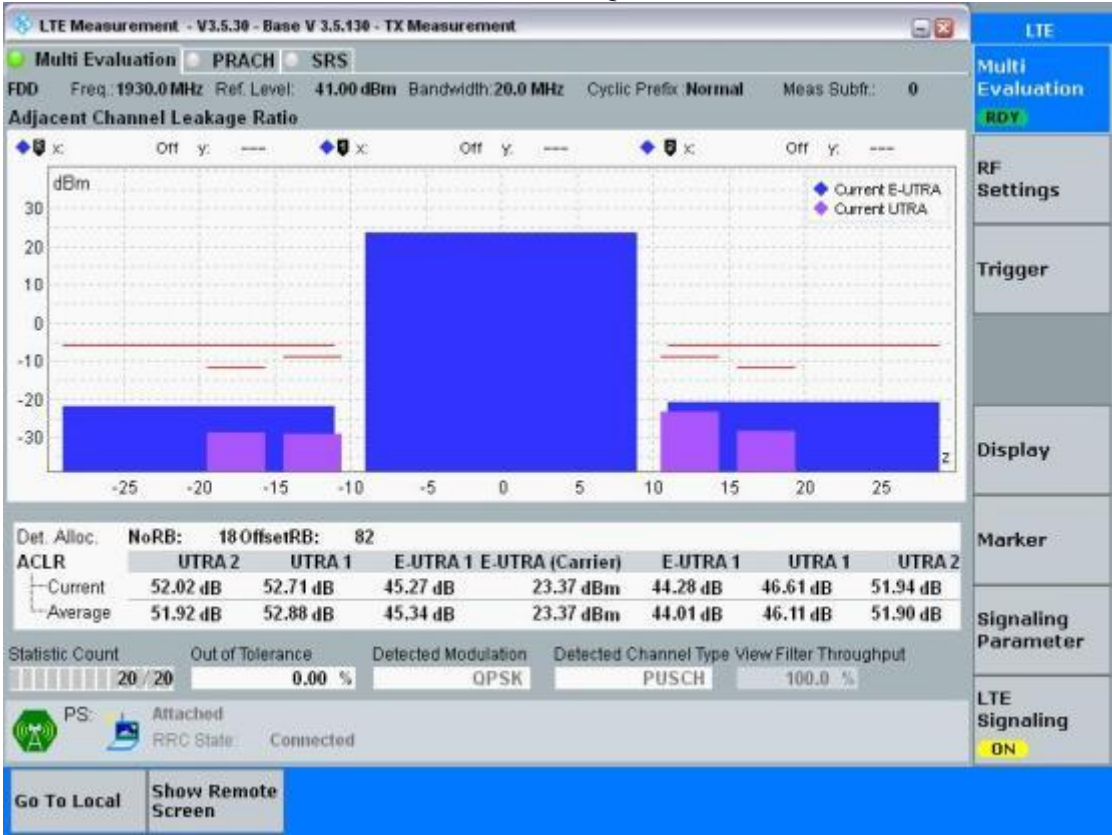 LTE Measurement - V3.5.30 - Base V 3.5.130 - TX Measurement
LTE
Multi Evaluation PRACH SRS
Multi Evaluation
RDY
FDD Freq.: 1930.0 MHz Ref. Level: 41.00 dBm Bandwidth: 20.0 MHz Cyclic Prefix: Normal Meas Subfr.: 0
Adjacent Channel Leakage Ratio
x: Off y: --- x: Off y: --- x: Off y: ---
dBm
Current E-UTRA
Current UTRA
30
20
10
0
-10
-20
-30
z
-25 -20 -15 -10 -5 0 5 10 15 20 25
RF
Settings
Trigger
Display
Marker
Signaling
Parameter
LTE
Signaling
ON
Det. Alloc. NoRB: 18 OffsetRB: 82
ACLR UTRA 2 UTRA 1 E-UTRA 1 E-UTRA (Carrier) E-UTRA 1 UTRA 1 UTRA 2
Current 52.02 dB 52.71 dB 45.27 dB 23.37 dBm 44.28 dB 46.61 dB 51.94 dB
Average 51.92 dB 52.88 dB 45.34 dB 23.37 dBm 44.01 dB 46.11 dB 51.90 dB
Statistic Count Out of Tolerance Detected Modulation Detected Channel Type View Filter Throughput
20 / 20 0.00 % QPSK PUSCH 100.0 %
PS: Attached
RRC State: Connected
Go To Local
Show Remote
Screen